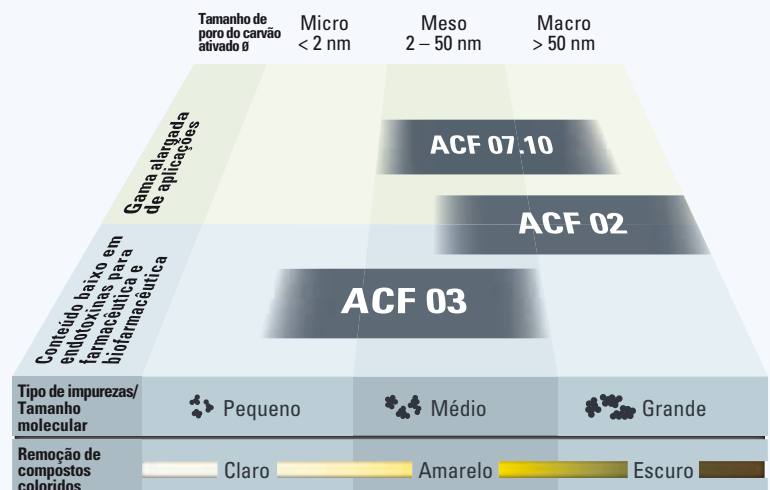 Tamanho de
poro do carvão
ativado Ø
Micro
< 2 nm
Meso
2 – 50 nm
Macro
> 50 nm
Gama alargada
de aplicações
ACF 07.10
ACF 02
Conteúdo baixo em
endotoxinas para
farmacêutica e
biofarmacêutica
ACF 03
Tipo de impurezas/
Tamanho
molecular
Pequeno
Médio
Grande
Remoção de
compostos
coloridos
Claro
Amarelo
Escuro